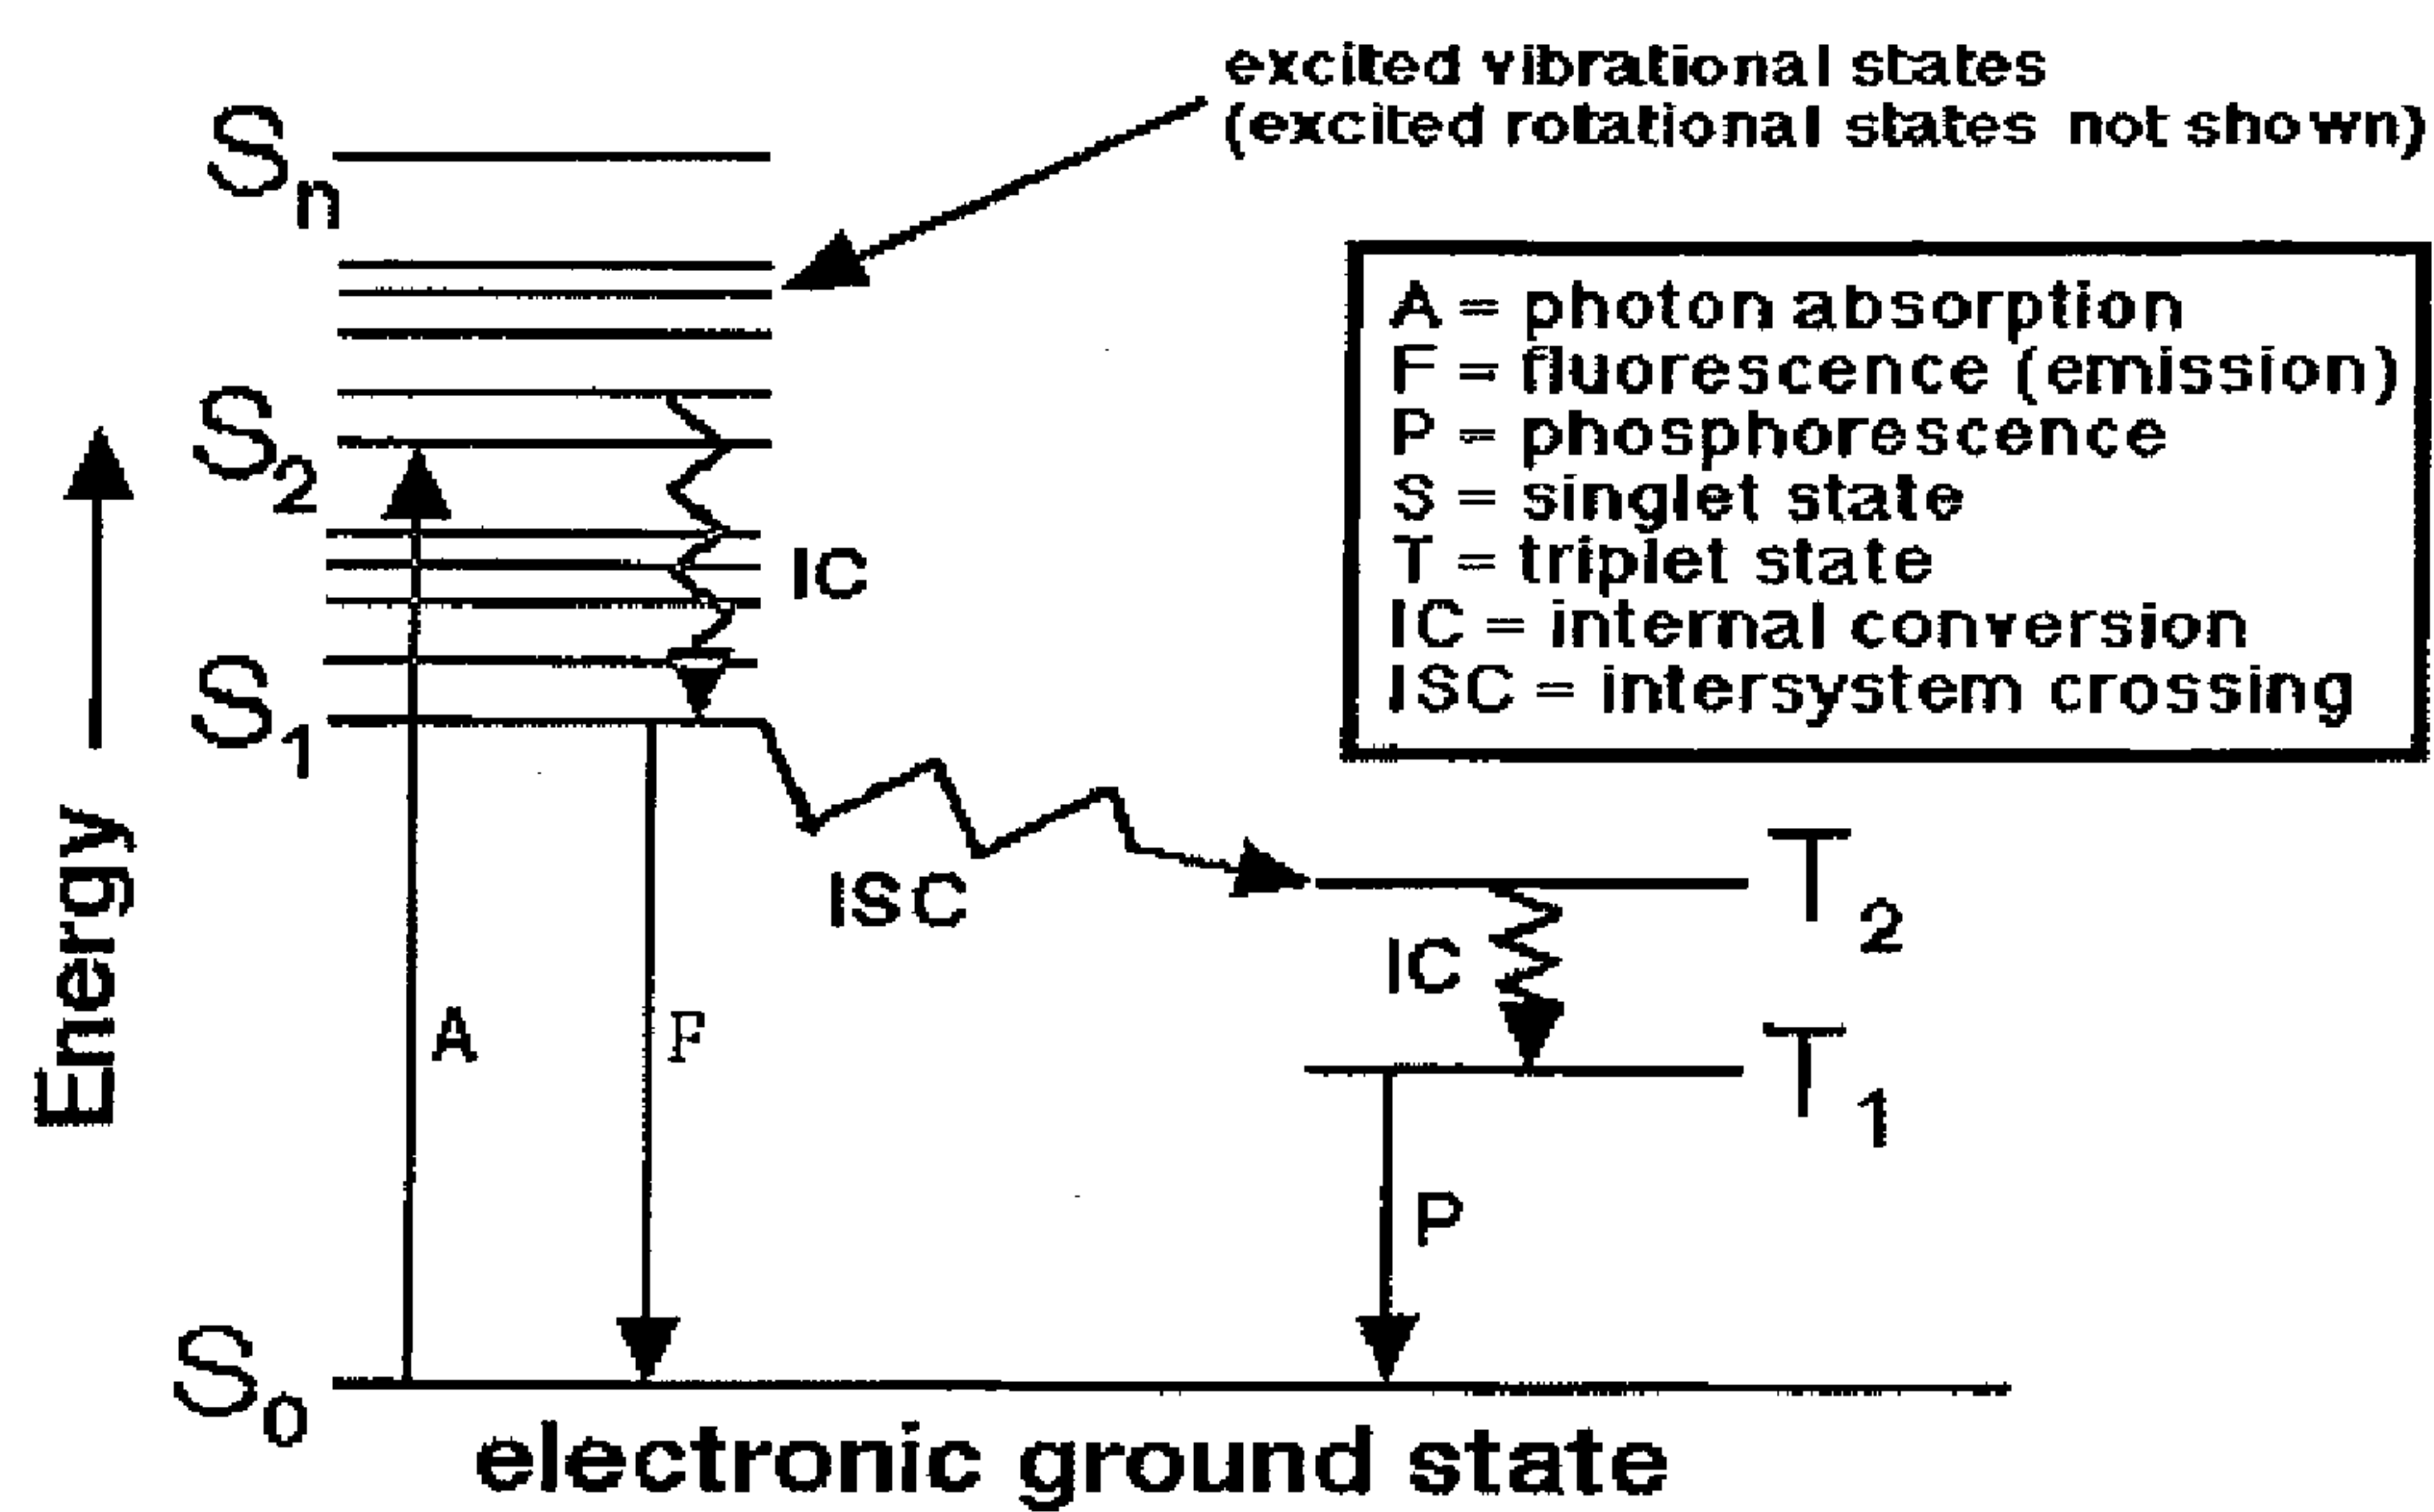 excited vibrational states
(excited rotational states not shown)
Sn
A = photon absorption
F = fluorescence (emission)
P = phosphorescence
S = singlet state
T = triplet state
IC = internal conversion
ISC = intersystem crossing
S2
IC
S1
Energy
ISC
T2
IC
A
F
T1
P
S0
electronic ground state